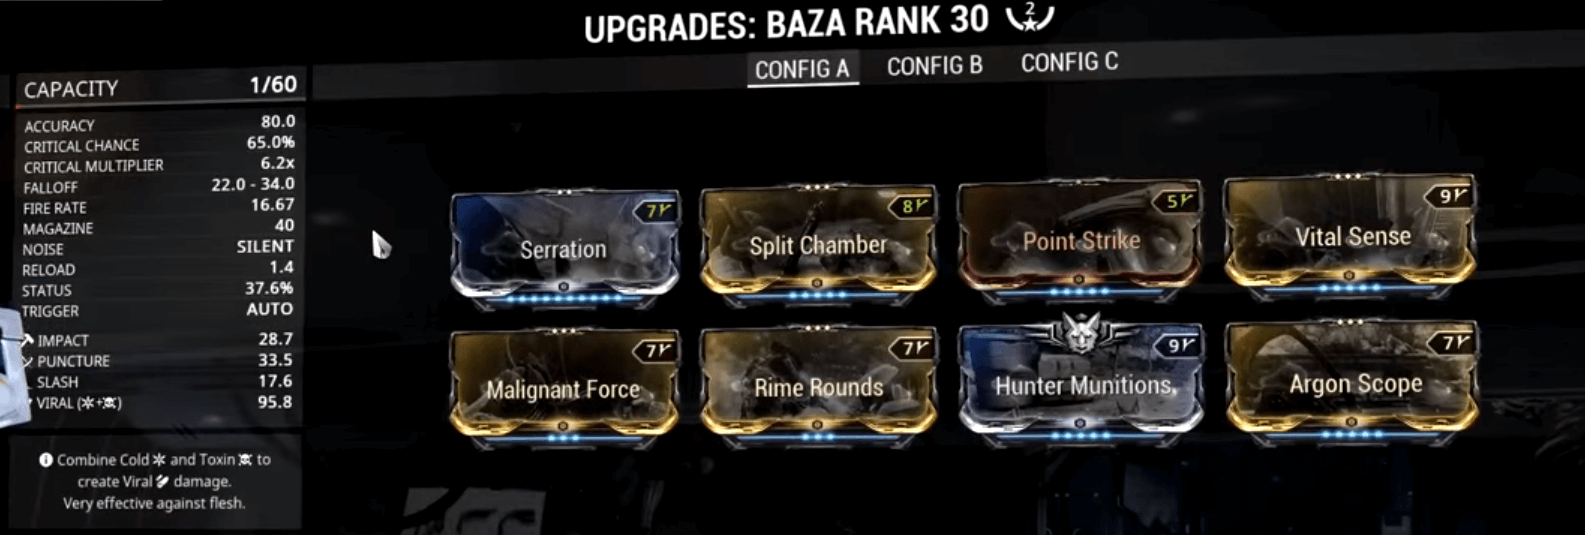 UPGRADES: BAZA RANK 30 2
CONFIG A CONFIG B CONFIG C
CAPACITY 1/60
ACCURACY 80.0
CRITICAL CHANCE 65.0%
CRITICAL MULTIPLIER 6.2x
FALLOFF 22.0 - 34.0
FIRE RATE 16.67
MAGAZINE 40
NOISE SILENT
RELOAD 1.4
STATUS 37.6%
TRIGGER AUTO
IMPACT 28.7
PUNCTURE 33.5
SLASH 17.6
VIRAL (+) 95.8
Combine Cold and Toxin to
create Viral damage.
Very effective against flesh.
7
Serration
8
Split Chamber
5
Point Strike
9
Vital Sense
7
Malignant Force
7
Rime Rounds
9
Hunter Munitions
7
Argon Scope